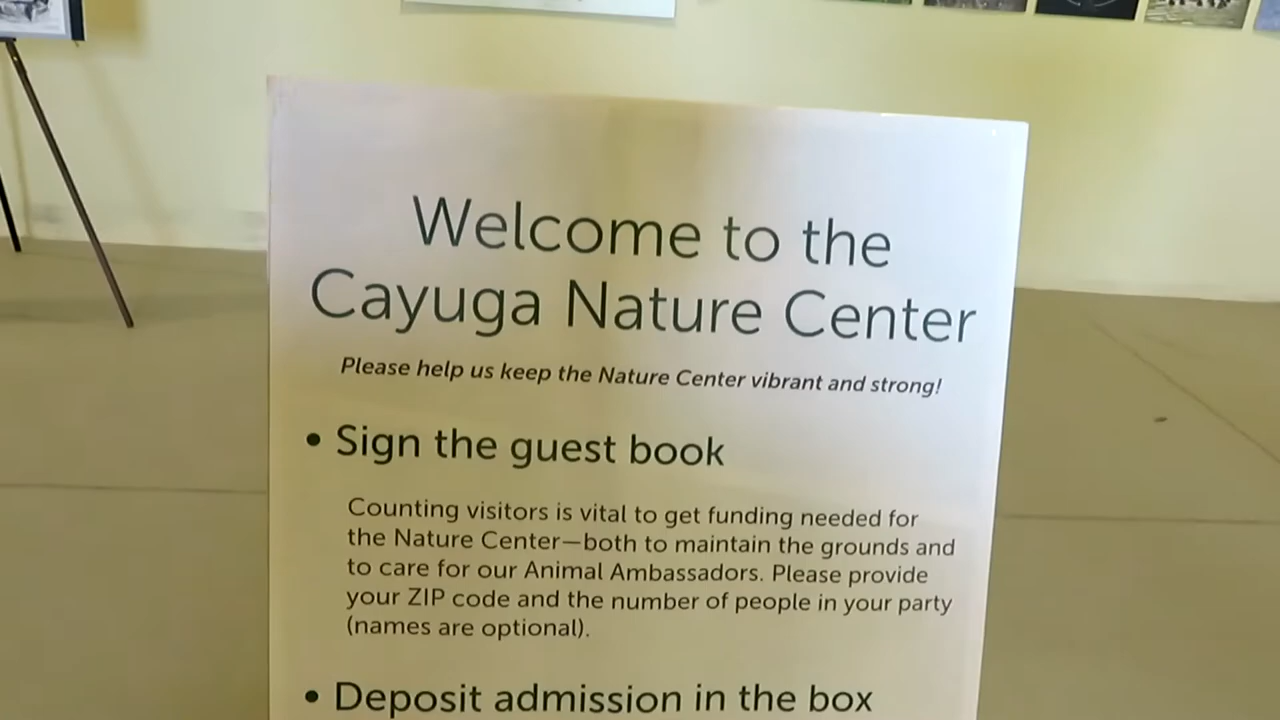 Welcome to the
Cayuga Nature Center
Please help us keep the Nature Center vibrant and strong!
• Sign the guest book
Counting visitors is vital to get funding needed for
the Nature Center—both to maintain the grounds and
to care for our Animal Ambassadors. Please provide
your ZIP code and the number of people in your party
(names are optional).
• Deposit admission in the box